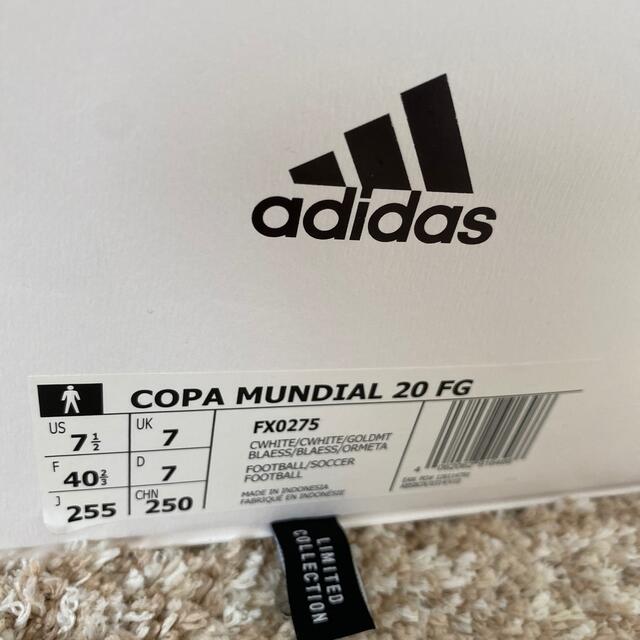 adidas
COPA MUNDIAL 20 FG
US 7½ UK 7
F 40⅔ D 7
J 255 CHN 250
FX0275
CWHITE/CWHITE/GOLDMT
BLAESS/BLAESS/ORMETA
FOOTBALL/SOCCER
FOOTBALL
MADE IN INDONESIA
FABRIQUE EN INDONESIE
LIMITED
COLLECTION